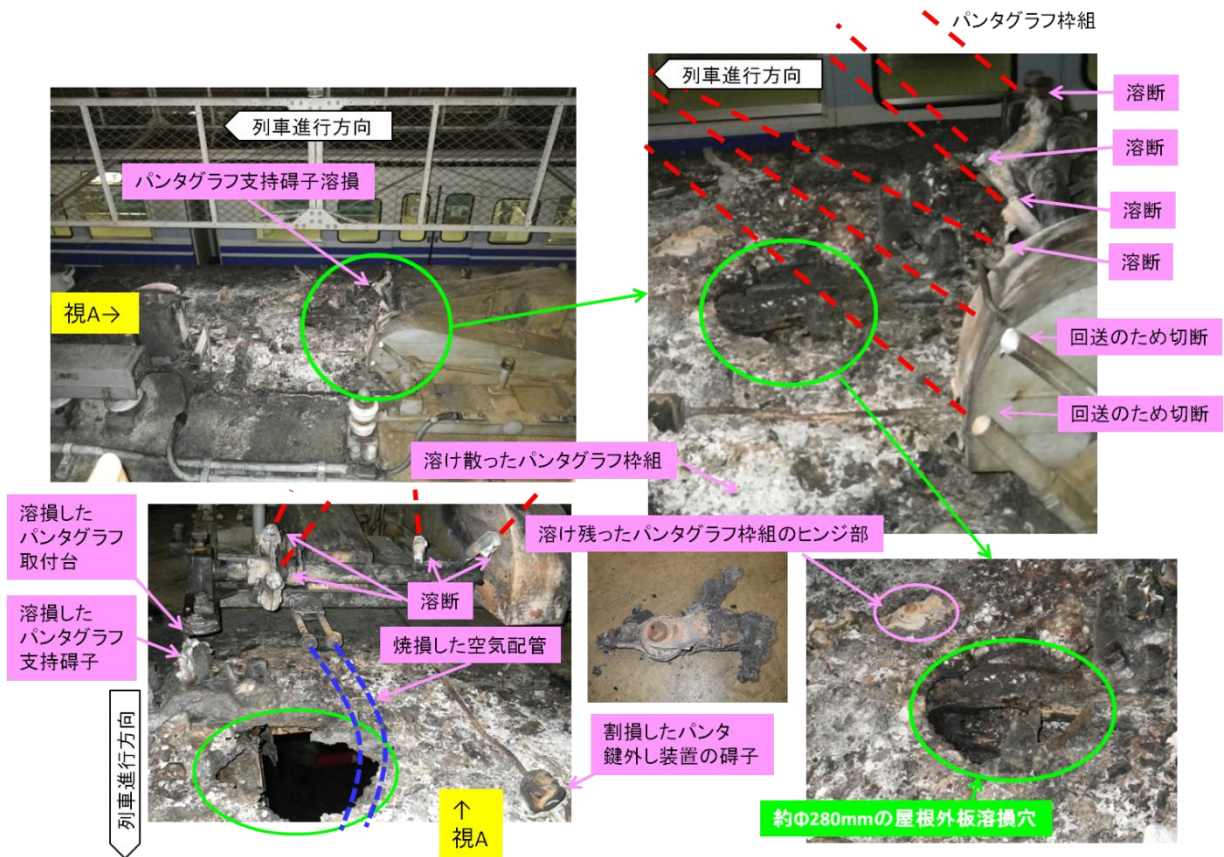 パンタグラフ枠組
列車進行方向
列車進行方向
溶断
溶断
パンタグラフ支持碍子溶損
溶断
溶断
視A→
回送のため切断
回送のため切断
溶け散ったパンタグラフ枠組
溶損した
パンタグラフ
取付台
溶け残ったパンタグラフ枠組のヒンジ部
溶断
溶損した
パンタグラフ
支持碍子
焼損した空気配管
列車進行方向
割損したパンタ
鍵外し装置の碍子
↑
視A
約Φ280mmの屋根外板溶損穴